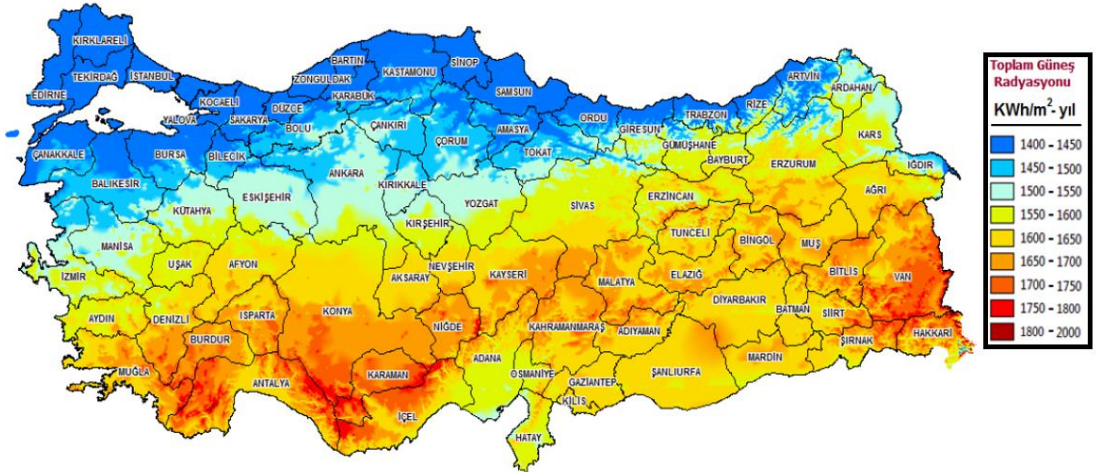 KIRKLARELİ
TEKİRDAĞ
İSTANBUL
EDİRNE
KOCAELİ
YALOVA
SAKARYA
DÜZCE
BOLU
ZONGULDAK
BARTIN
KARABÜK
KASTAMONU
SİNOP
SAMSUN
ÇANKIRI
ÇORUM
AMASYA
TOKAT
ORDU
GİRESUN
TRABZON
RİZE
ARTVİN
ARDAHAN
KARS
GÜMÜŞHANE
BAYBURT
ERZURUM
IĞDIR
AĞRI
ÇANAKKALE
BALIKESİR
BURSA
BİLECİK
KÜTAHYA
ESKİŞEHİR
ANKARA
KIRIKKALE
KIRŞEHİR
YOZGAT
SİVAS
ERZİNCAN
TUNCELİ
BİNGÖL
MUŞ
BİTLİS
VAN
MANİSA
İZMİR
UŞAK
AFYON
AKSARAY
NEVŞEHİR
KAYSERİ
MALATYA
ELAZIĞ
DİYARBAKIR
BATMAN
SİİRT
ŞIRNAK
HAKKARİ
AYDIN
DENİZLİ
ISPARTA
BURDUR
KONYA
NİĞDE
KAHRAMANMARAŞ
ADIYAMAN
MARDİN
ŞANLIURFA
MUĞLA
ANTALYA
KARAMAN
İÇEL
ADANA
OSMANİYE
GAZİANTEP
KİLİS
HATAY
Toplam Güneş
Radyasyonu
KWh/m²-yıl
1400 - 1450
1450 - 1500
1500 - 1550
1550 - 1600
1600 - 1650
1650 - 1700
1700 - 1750
1750 - 1800
1800 - 2000